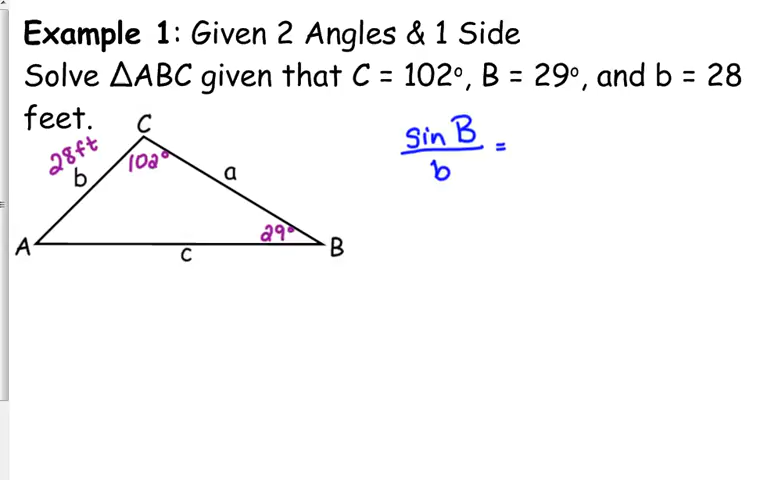 Example 1: Given 2 Angles & 1 Side
Solve △ABC given that C = 102°, B = 29°, and b = 28
feet.
C
28ft
102°
b
a
29°
A
B
c
sin B
b
=